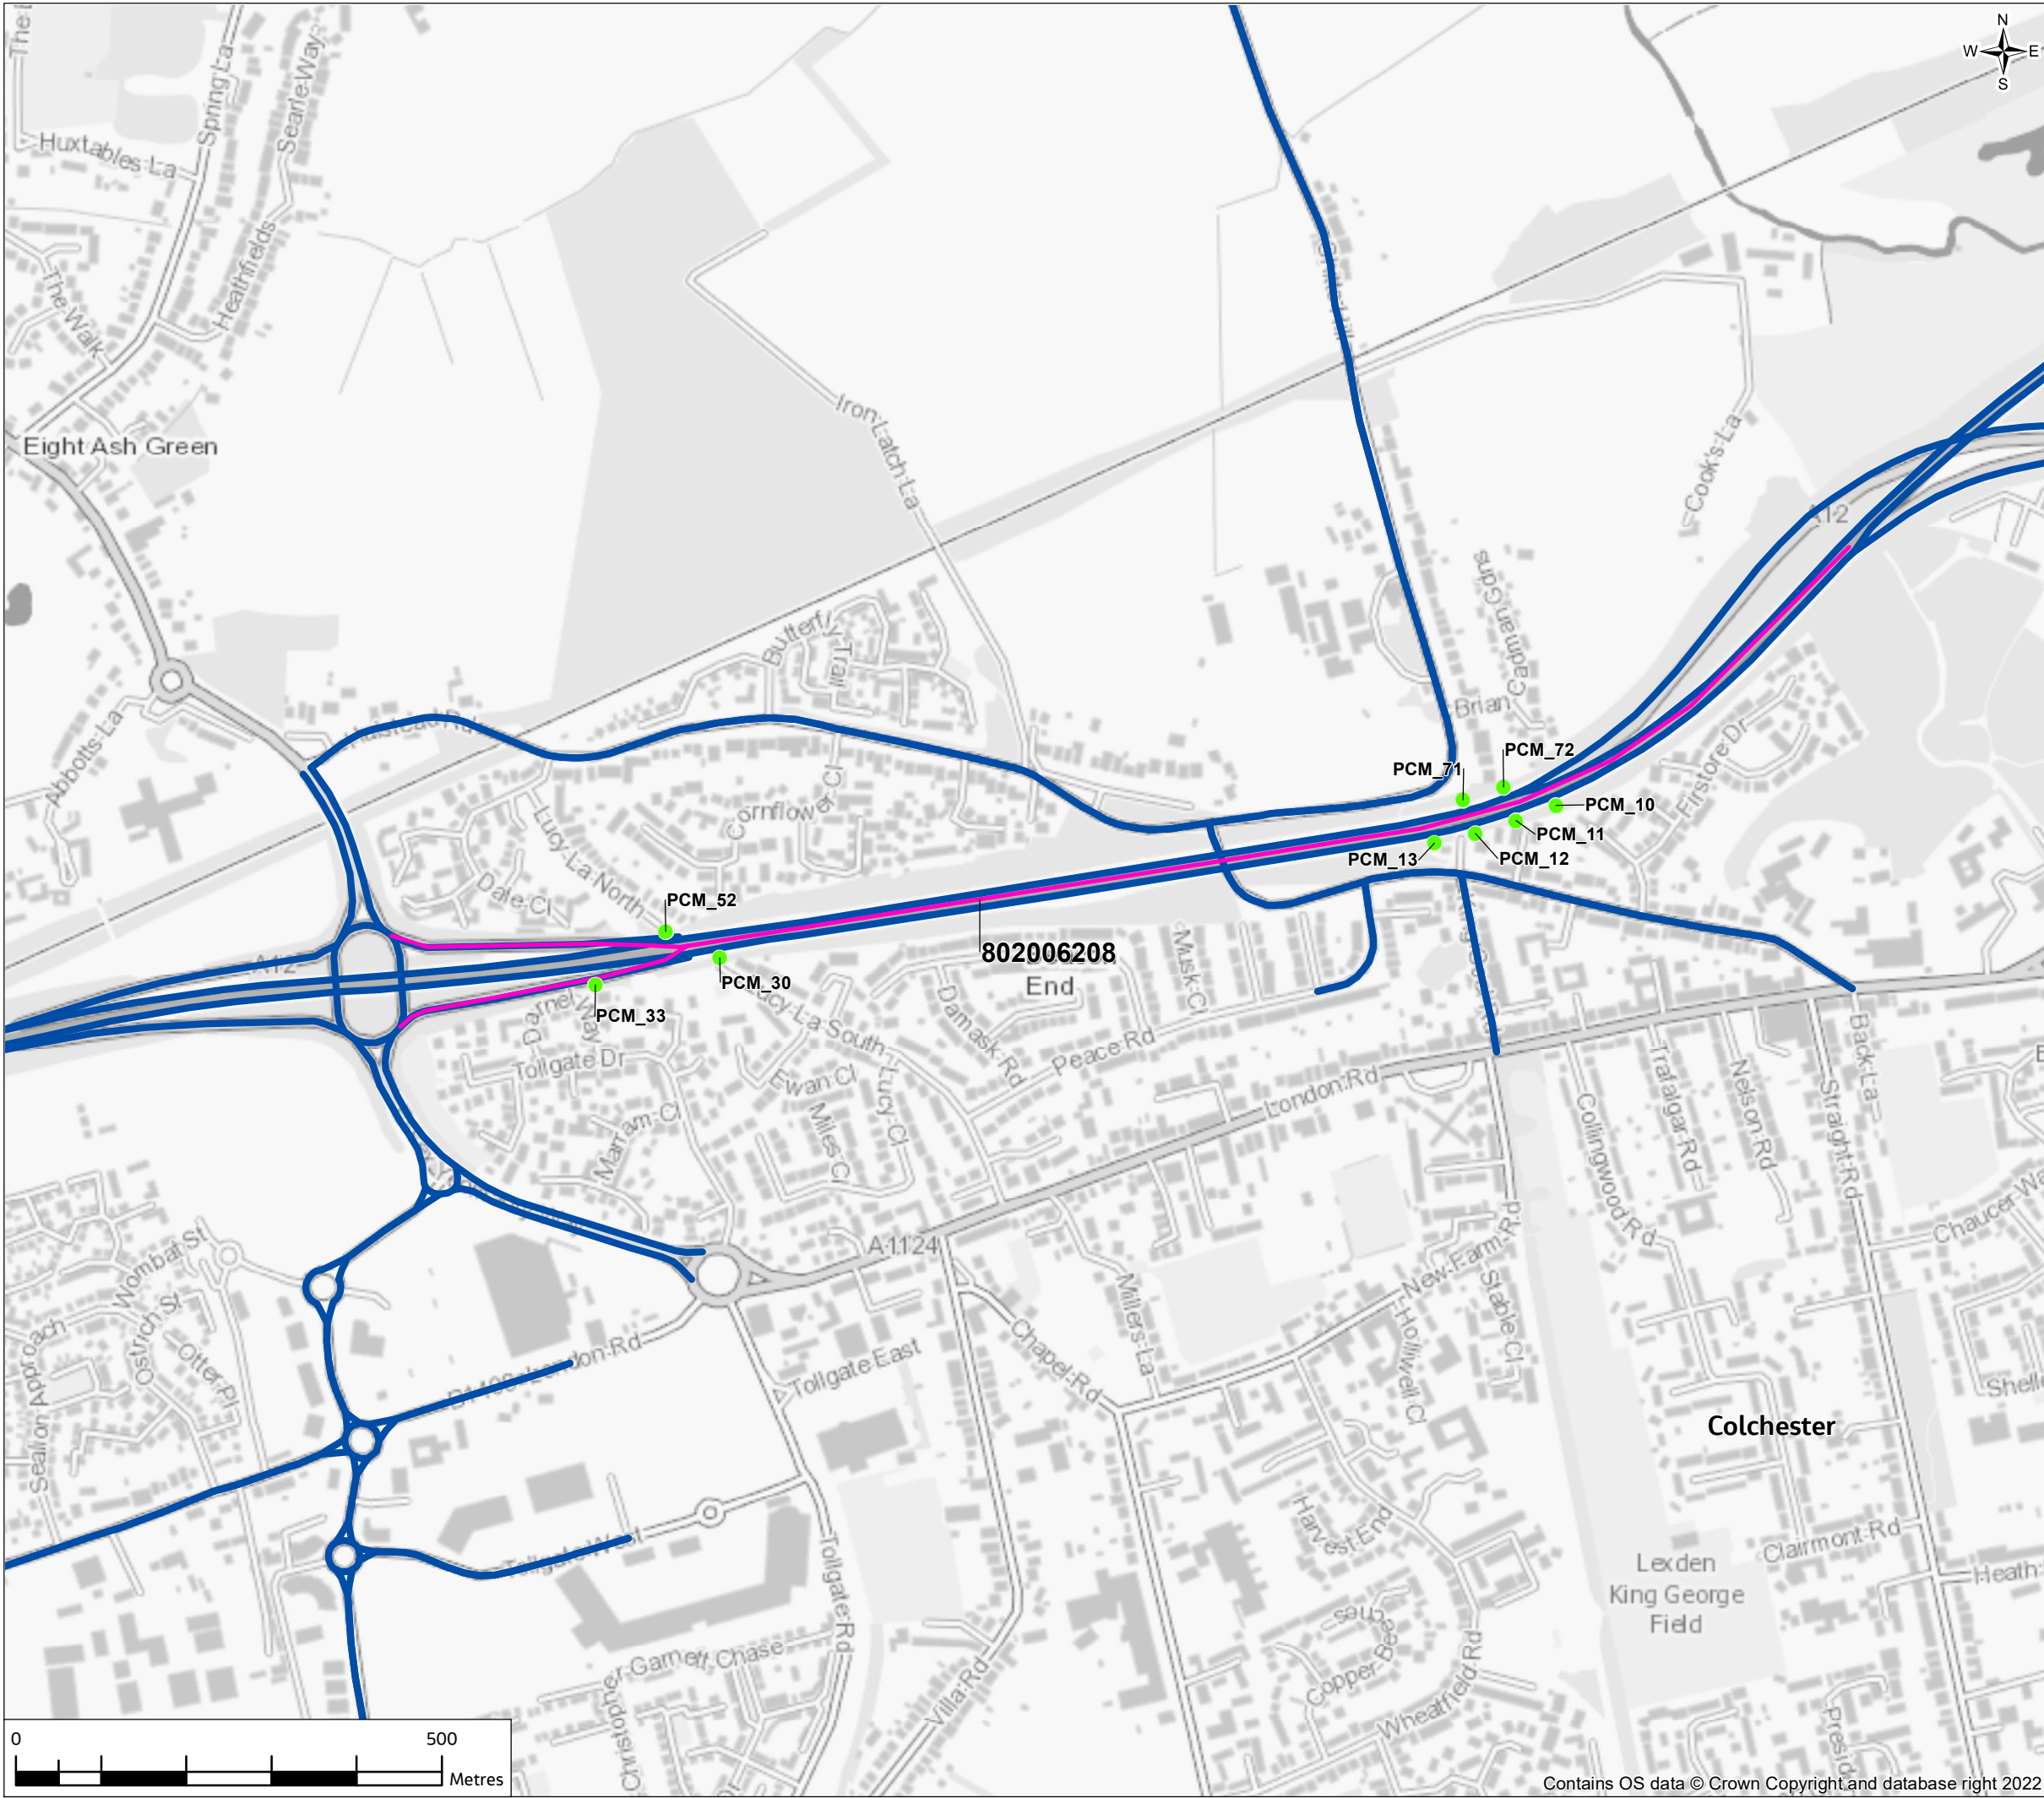 N
W E
S
Spring La
Searle Way
Huxtables La
Heathfields
The Walk
Eight Ash Green
Iron Latch La
Cook's La
A12
Butterfly Trail
Cadman Gdns
Brian
Abbotts La
Halstead Rd
Firstore Dr
PCM_72
PCM_71
PCM_10
PCM_11
PCM_12
PCM_13
Cornflower Cl
Lucy La North
Dale Cl
PCM_52
A12
802006208
End
PCM_30
PCM_33
Darnel Way
Lucy La South
Musk Cl
Damask Rd
Peace Rd
Tollgate Dr
Ewan Cl
Lucy Cl
Miles Cl
Marram Cl
London Rd
Back La
Trafalgar Rd
Nelson Rd
Collingwood Rd
Straight Rd
A1124
Wombat St
Ostrich St
Otter Pl
Sealion Approach
B1408 London Rd
Tollgate East
Chapel Rd
Millers La
New Farm Rd
Stable Cl
Holliwell Cl
Colchester
Tollgate West
Tollgate Rd
Harvest End
Clairmont Rd
Lexden
King George
Field
Copper Beeches
Wheatfield Rd
Villa Rd
Christopher Garnett Chase
0 500
Metres
Contains OS data © Crown Copyright and database right 2022